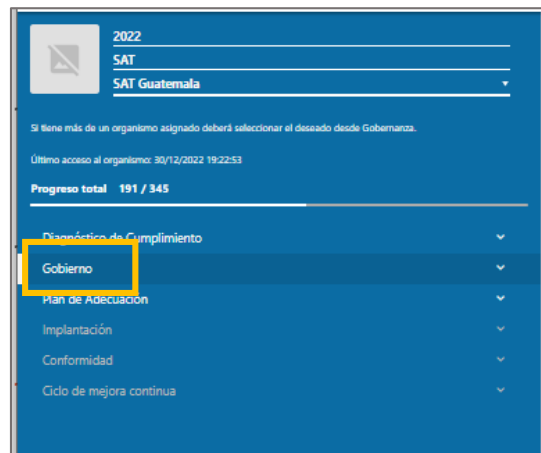 2022
SAT
SAT Guatemala
Si tiene más de un organismo asignado deberá seleccionar el deseado desde Gobernanza.
Último acceso al organismo: 30/12/2022 19:22:53
Progreso total 191 / 345
Diagnóstico de Cumplimiento
Gobierno
Plan de Adecuación
Implantación
Conformidad
Ciclo de mejora continua